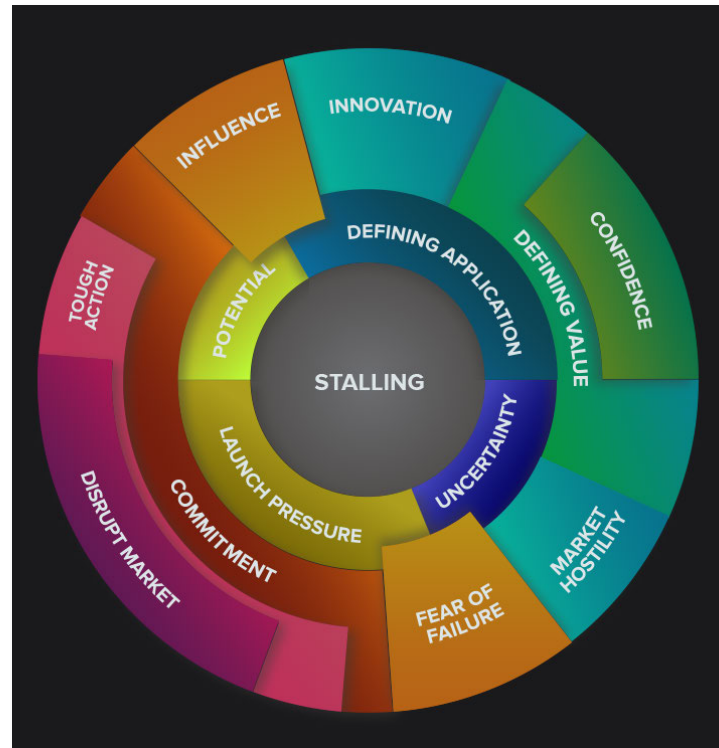 INNOVATION
INFLUENCE
CONFIDENCE
DEFINING APPLICATION
DEFINING VALUE
POTENTIAL
TOUGH
ACTION
STALLING
UNCERTAINTY
LAUNCH PRESSURE
COMMITMENT
DISRUPT MARKET
MARKET
HOSTILITY
FEAR OF
FAILURE